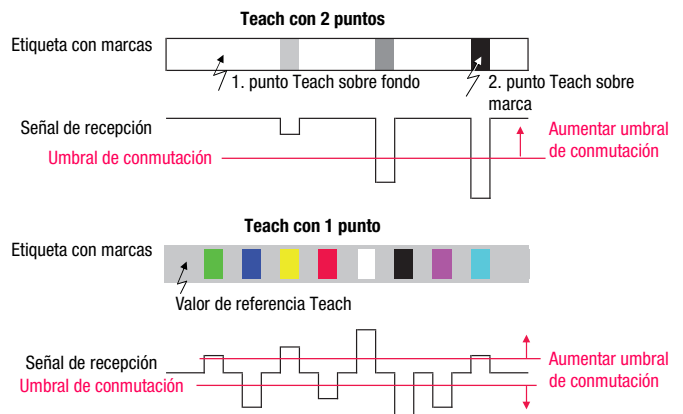 Teach con 2 puntos
Etiqueta con marcas
1. punto Teach sobre fondo
2. punto Teach sobre
marca
Señal de recepción
Umbral de conmutación
Aumentar umbral
de conmutación
Teach con 1 punto
Etiqueta con marcas
Valor de referencia Teach
Señal de recepción
Umbral de conmutación
Aumentar umbral
de conmutación